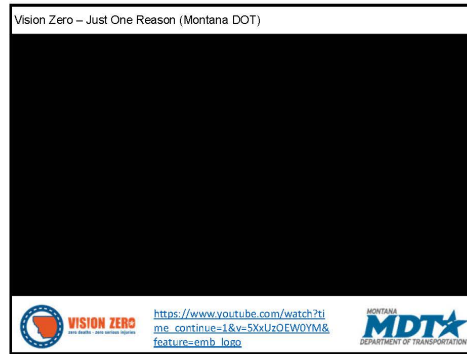 Vision Zero – Just One Reason (Montana DOT)
VISION ZERO
zero deaths - zero serious injuries
https://www.youtube.com/watch?ti
me_continue=1&v=5XxUzOEW0YM&
feature=emb_logo
MONTANA
MDT
DEPARTMENT OF TRANSPORTATION